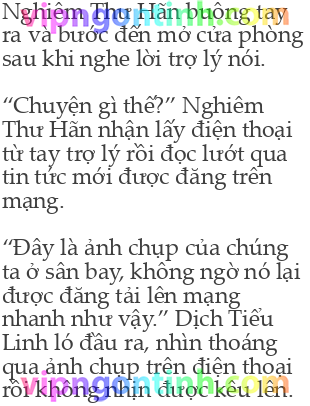 Nghiêm Thư Hãn buông tay
ra và bước đến mở cửa phòng
sau khi nghe lời trợ lý nói.
“Chuyện gì thế?” Nghiêm
Thư Hãn nhận lấy điện thoại
từ tay trợ lý rồi đọc lướt qua
tin tức mới được đăng trên
mạng.
“Đây là ảnh chụp của chúng
ta ở sân bay, không ngờ nó lại
được đăng tải lên mạng
nhanh như vậy.” Dịch Tiểu
Linh ló đầu ra, nhìn thoáng
qua ảnh chụp trên điện thoại
rồi không nhịn được kêu lên.
vipngontinh.com
vipngontinh.com